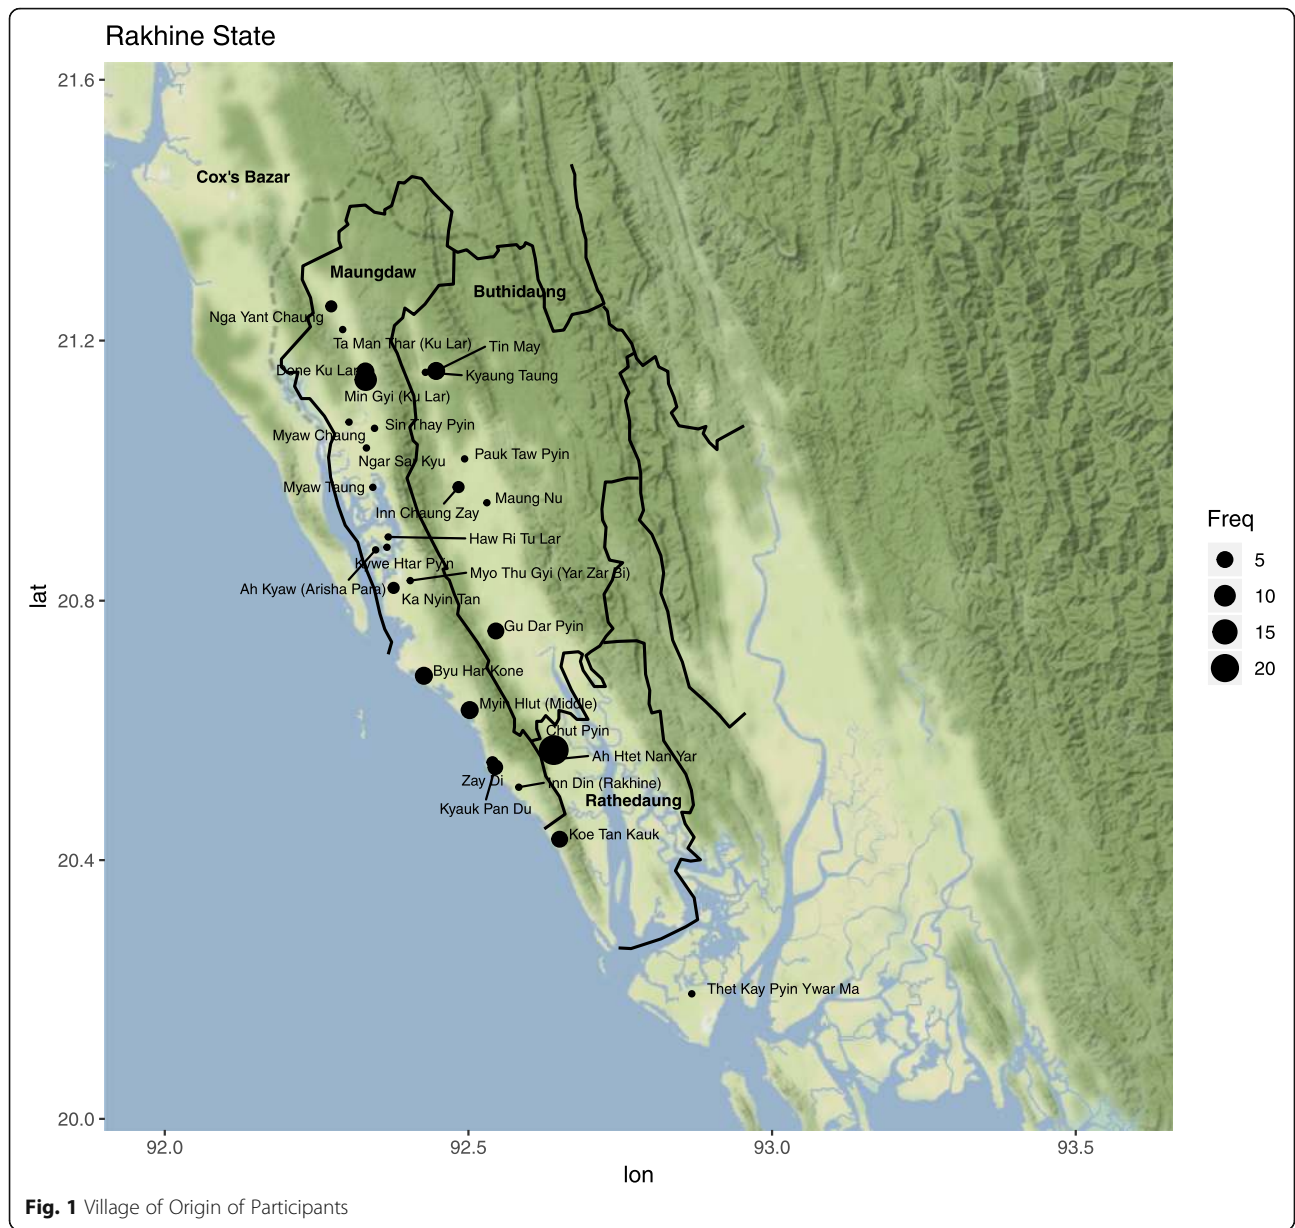 Rakhine State
21.6
Cox's Bazar
Maungdaw
Buthidaung
Nga Yant Chaung
21.2
Ta Man Thar (Ku Lar)
Tin May
Done Ku Lar
Kyaung Taung
Min Gyi (Ku Lar)
Sin Thay Pyin
Myaw Chaung
Pauk Taw Pyin
Ngar Sar Kyu
Myaw Taung
Maung Nu
Inn Chaung Zay
Haw Ri Tu Lar
Kywe Htar Pyin
Myo Thu Gyi (Yar Zar Bi)
Ah Kyaw (Arisha Para)
Ka Nyin Tan
20.8
Gu Dar Pyin
Byu Har Kone
Myin Hlut (Middle)
Chut Pyin
Ah Htet Nan Yar
Zay Di
Inn Din (Rakhine)
Rathedaung
Kyauk Pan Du
Koe Tan Kauk
20.4
Thet Kay Pyin Ywar Ma
20.0
92.0
92.5
93.0
93.5
lon
lat
Freq
5
10
15
20
Fig. 1 Village of Origin of Participants